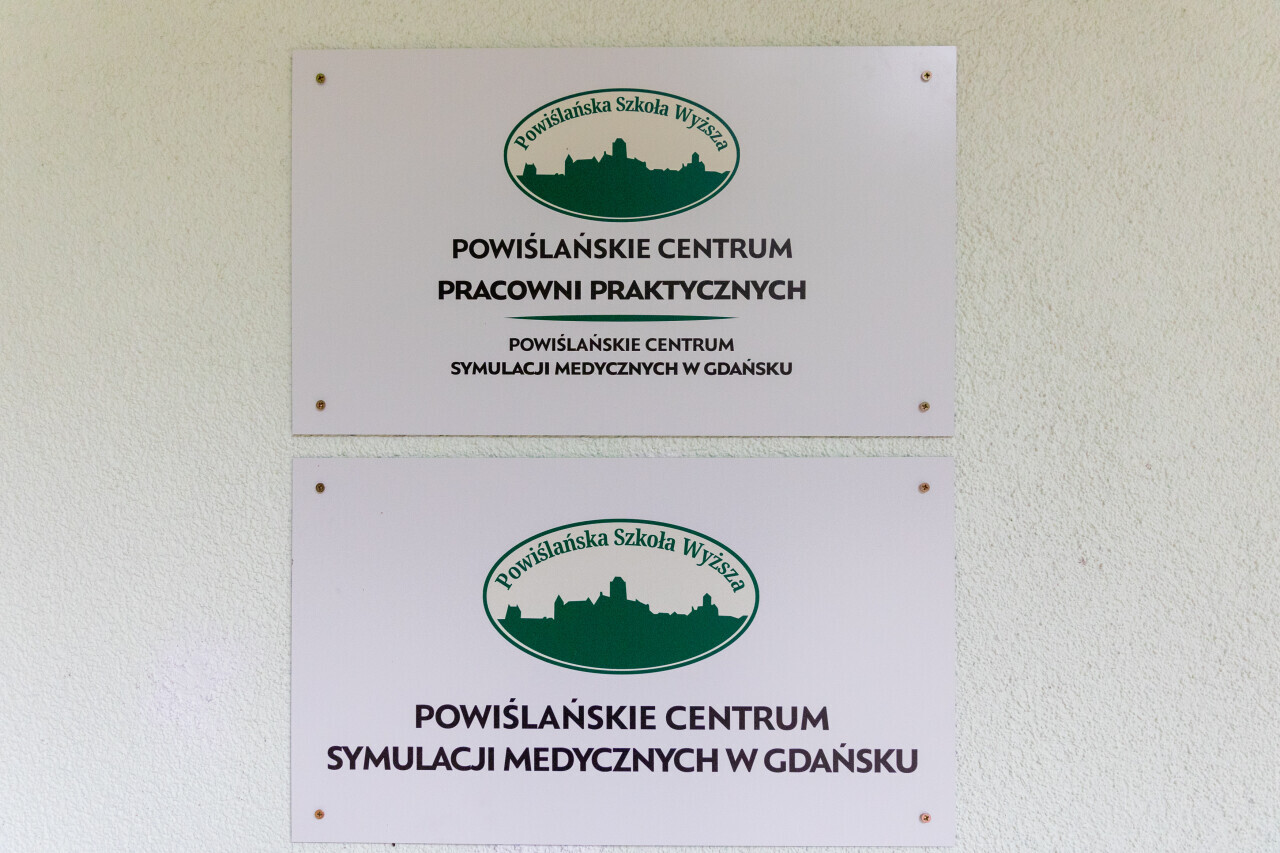 Powiślańska Szkoła Wyższa
POWIŚLAŃSKIE CENTRUM
PRACOWNI PRAKTYCZNYCH
POWIŚLAŃSKIE CENTRUM
SYMULACJI MEDYCZNYCH W GDAŃSKU
Powiślańska Szkoła Wyższa
POWIŚLAŃSKIE CENTRUM
SYMULACJI MEDYCZNYCH W GDAŃSKU